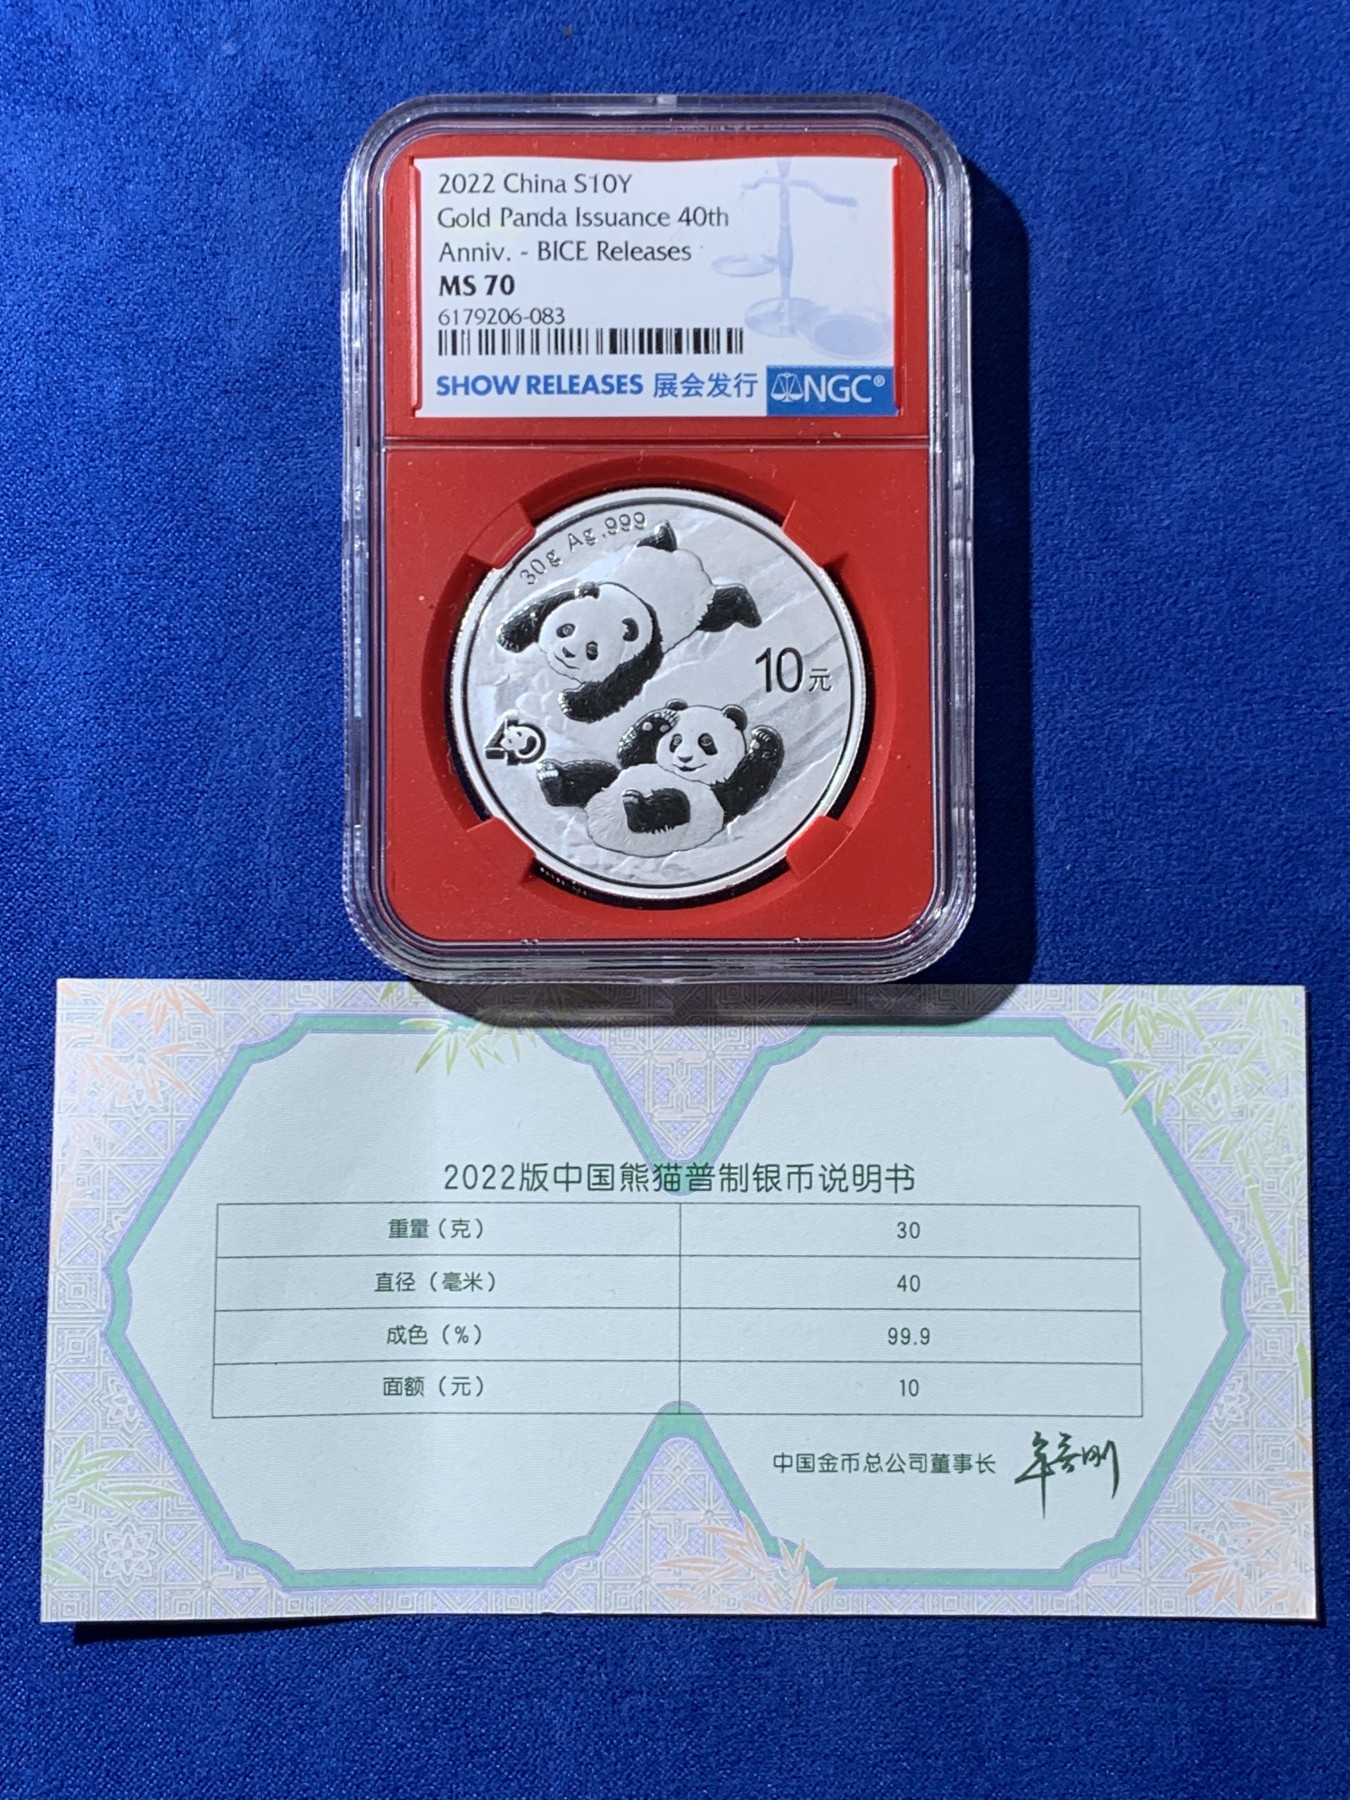 2022 China S10Y
Gold Panda Issuance 40th
Anniv. - BICE Releases
MS 70
6179206-083
SHOW RELEASES 展会发行 NGC®
30g Ag.999
10元
2022版中国熊猫普制银币说明书
重量（克） 30
直径（毫米） 40
成色（%） 99.9
面额（元） 10
中国金币总公司董事长